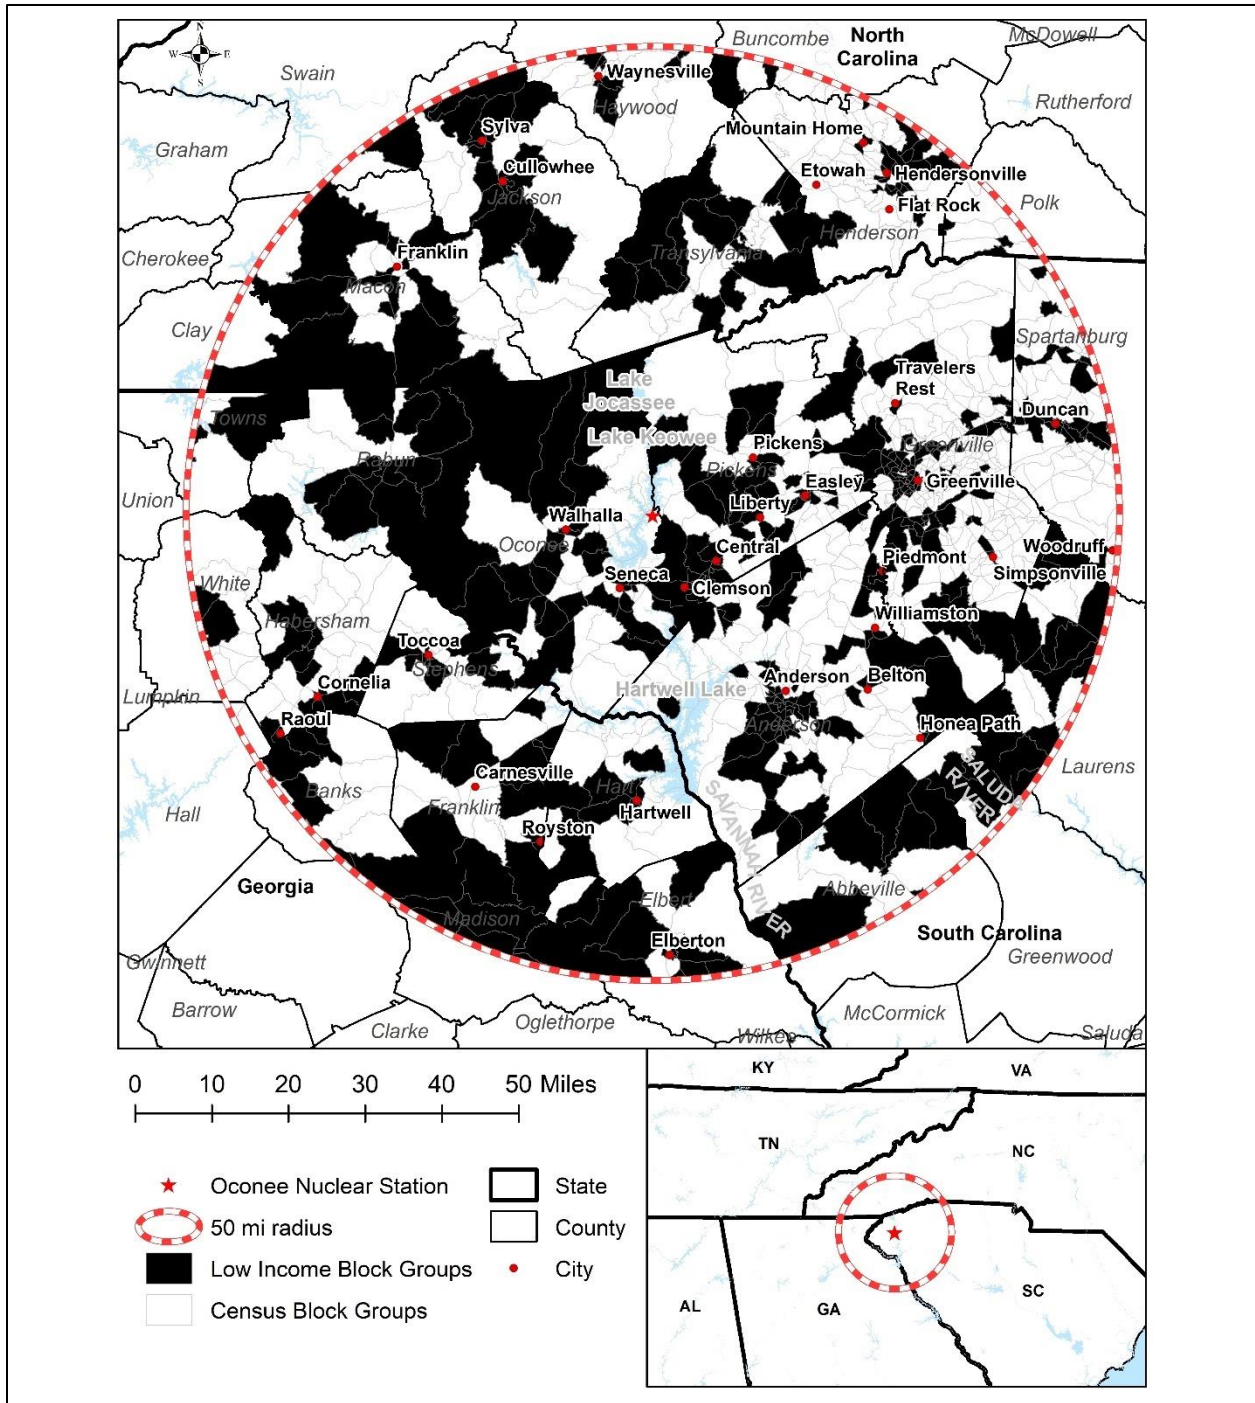 N
W E
S
Buncombe
North
Carolina
McDowell
Swain
Waynesville
Haywood
Rutherford
Graham
Sylva
Mountain Home
Cullowhee
Jackson
Etowah
Hendersonville
Flat Rock
Polk
Cherokee
Franklin
Macon
Transylvania
Henderson
Clay
Spartanburg
Towns
Lake
Jocassee
Travelers
Rest
Duncan
Rabun
Lake Keowee
Pickens
Pickens
Greenville
Union
Easley
Greenville
Walhalla
Liberty
Oconee
Central
Woodruff
White
Seneca
Clemson
Piedmont
Simpsonville
Habersham
Williamston
Toccoa
Stephens
Lumpkin
Cornelia
Hartwell Lake
Anderson
Belton
Raoul
Anderson
Honea Path
Banks
Carnesville
Franklin
Hart
Hartwell
SALUDA
RIVER
Laurens
Hall
Royston
SAVANNAH RIVER
Georgia
Elbert
Abbeville
Madison
Elberton
South Carolina
Gwinnett
Greenwood
Barrow
Clarke
Oglethorpe
Wilkes
McCormick
Saluda
0 10 20 30 40 50 Miles
Oconee Nuclear Station
State
50 mi radius
County
Low Income Block Groups
City
Census Block Groups
KY
VA
TN
NC
AL
GA
SC